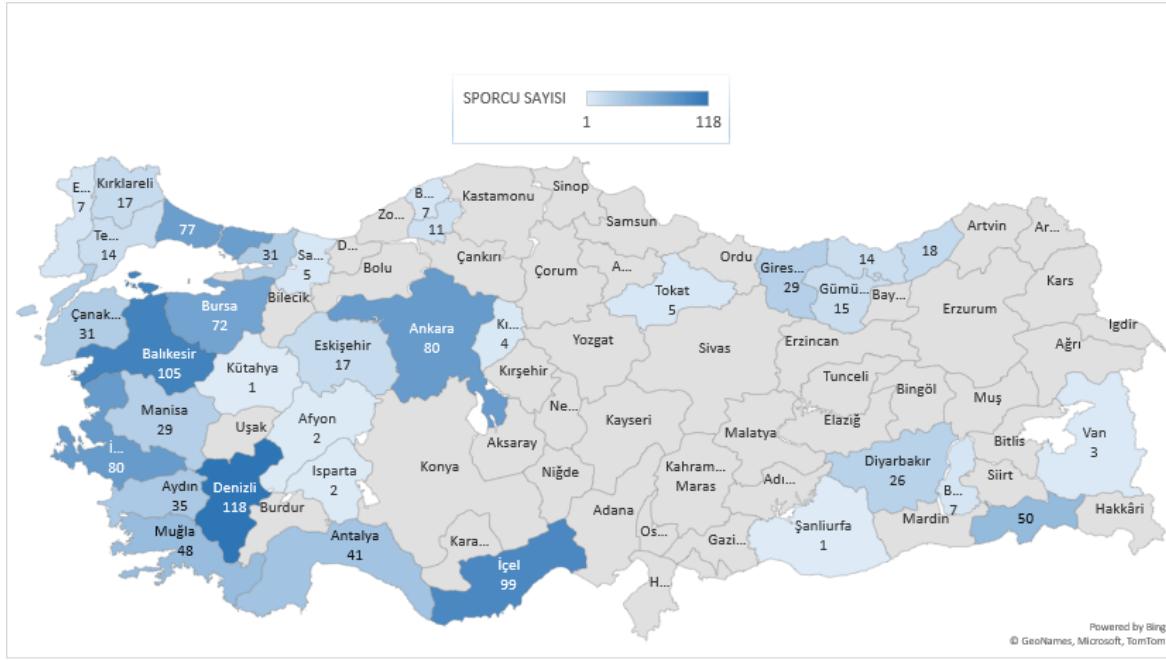 SPORCU SAYISI
1
118
E...
7
Kırklareli
17
Te...
14
77
31
Sa...
5
D...
Zo...
B...
7
11
Kastamonu
Sinop
Samsun
Bolu
Çankırı
Çorum
A...
Tokat
5
Ordu
Gires...
29
14
18
Gümü...
15
Bay...
Artvin
Ar...
Kars
Erzurum
Igdir
Ağrı
Çanak...
31
Bursa
72
Bilecik
Balıkesir
105
Kütahya
1
Eskişehir
17
Ankara
80
Kı...
4
Kırşehir
Yozgat
Sivas
Erzincan
Tunceli
Bingöl
Muş
Elazığ
Bitlis
Van
3
Manisa
29
Uşak
Afyon
2
İ...
80
Aydın
35
Denizli
118
Isparta
2
Burdur
Konya
Aksaray
Ne...
Kayseri
Niğde
Malatya
Kahram...
Maras
Adı...
Diyarbakır
26
B...
7
Siirt
Mardin
50
Hakkâri
Muğla
48
Antalya
41
Kara...
İçel
99
Adana
Os...
Gazi...
H...
Şanliurfa
1
Powered by Bing
© GeoNames, Microsoft, TomTom